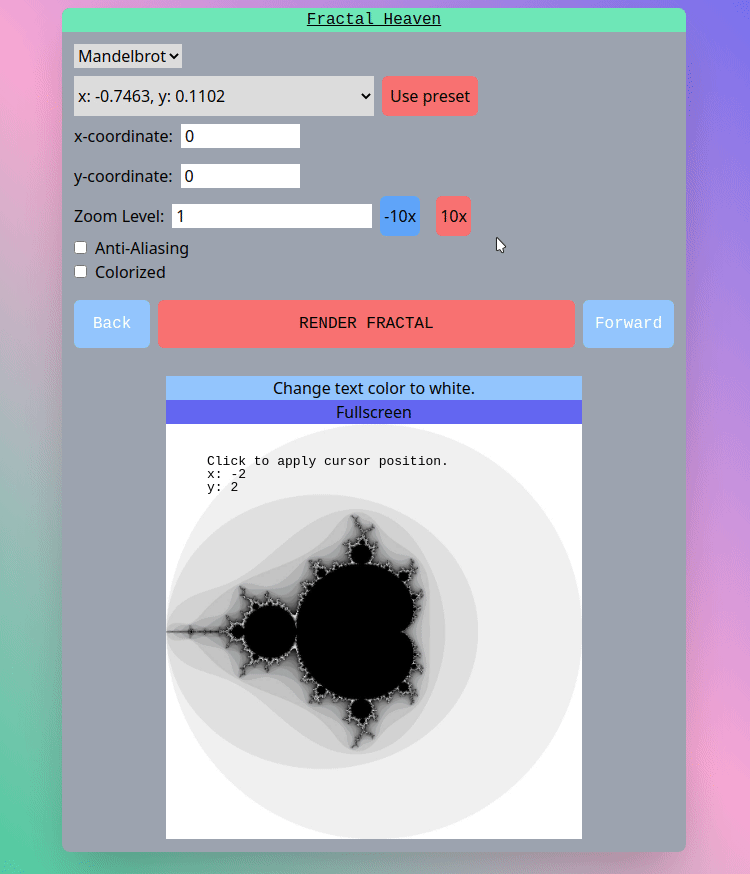 Fractal Heaven
Mandelbrot
x: -0.7463, y: 0.1102 Use preset
x-coordinate: 0
y-coordinate: 0
Zoom Level: 1 -10x 10x
Anti-Aliasing
Colorized
Back RENDER FRACTAL Forward
Change text color to white.
Fullscreen
Click to apply cursor position.
x: -2
y: 2